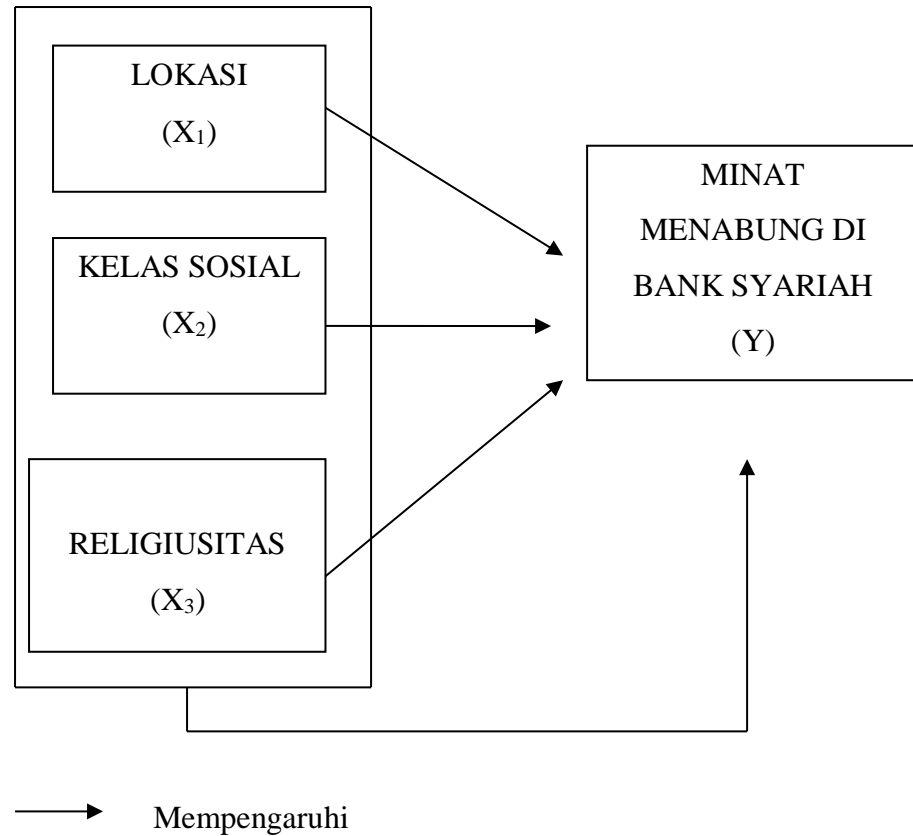 LOKASI
(X₁)
KELAS SOSIAL
(X₂)
RELIGIUSITAS
(X₃)
MINAT
MENABUNG DI
BANK SYARIAH
(Y)
Mempengaruhi